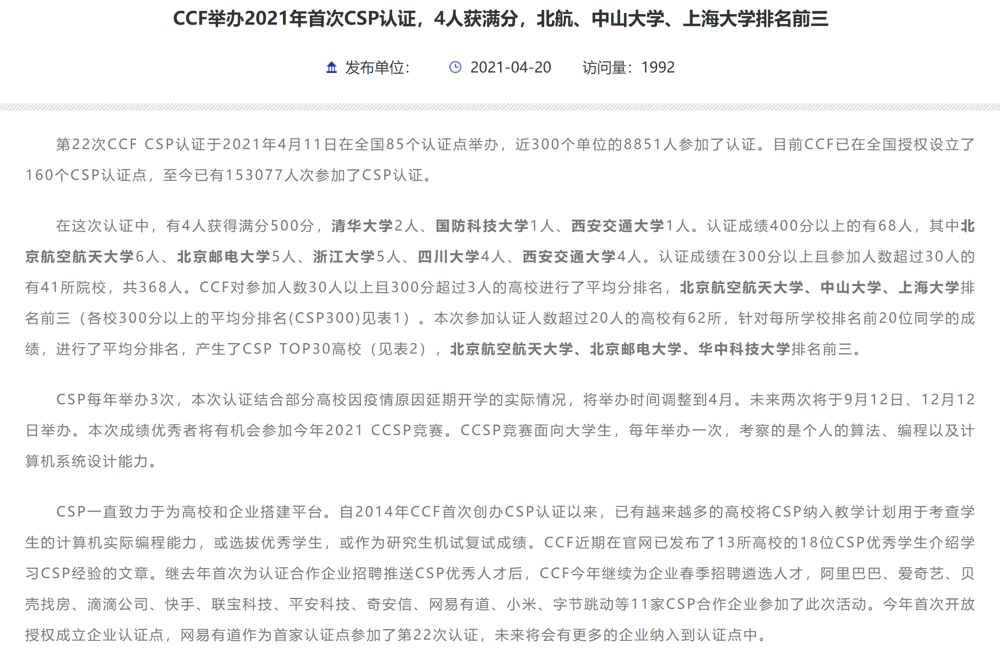 CCF举办2021年首次CSP认证，4人获满分，北航、中山大学、上海大学排名前三
发布单位： 2021-04-20 访问量：1992
第22次CCF CSP认证于2021年4月11日在全国85个认证点举办，近300个单位的8851人参加了认证。目前CCF已在全国授权设立了
160个CSP认证点，至今已有153077人次参加了CSP认证。
在这次认证中，有4人获得满分500分，清华大学2人、国防科技大学1人、西安交通大学1人。认证成绩400分以上的有68人，其中北
京航空航天大学6人、北京邮电大学5人、浙江大学5人、四川大学4人、西安交通大学4人。认证成绩在300分以上且参加人数超过30人的
有41所院校，共368人。CCF对参加人数30人以上且300分超过3人的高校进行了平均分排名，北京航空航天大学、中山大学、上海大学排
名前三（各校300分以上的平均分排名(CSP300)见表1）。本次参加认证人数超过20人的高校有62所，针对每所学校排名前20位同学的成
绩，进行了平均分排名，产生了CSP TOP30高校（见表2），北京航空航天大学、北京邮电大学、华中科技大学排名前三。
CSP每年举办3次，本次认证结合部分高校因疫情原因延期开学的实际情况，将举办时间调整到4月。未来两次将于9月12日、12月12
日举办。本次成绩优秀者将有机会参加今年2021 CCSP竞赛。CCSP竞赛面向大学生，每年举办一次，考察的是个人的算法、编程以及计
算机系统设计能力。
CSP一直致力于为高校和企业搭建平台。自2014年CCF首次创办CSP认证以来，已有越来越多的高校将CSP纳入教学计划用于考查学
生的计算机实际编程能力，或选拔优秀学生，或作为研究生机试复试成绩。CCF近期在官网已发布了13所高校的18位CSP优秀学生介绍学
习CSP经验的文章。继去年首次为认证合作企业招聘推送CSP优秀人才后，CCF今年继续为企业春季招聘遴选人才，阿里巴巴、爱奇艺、贝
壳找房、滴滴公司、快手、联宝科技、平安科技、奇安信、网易有道、小米、字节跳动等11家CSP合作企业参加了此次活动。今年首次开放
授权成立企业认证点，网易有道作为首家认证点参加了第22次认证，未来将会有更多的企业纳入到认证点中。